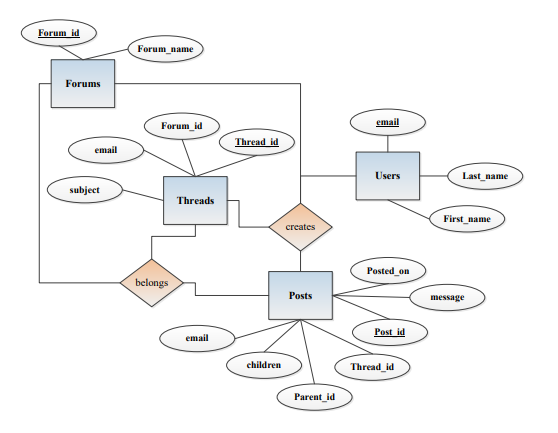 Forum_id
Forum_name
Forums
Forum_id
email
Thread_id
email
subject
Threads
Users
Last_name
First_name
creates
belongs
Posts
Posted_on
message
Post_id
email
children
Thread_id
Parent_id